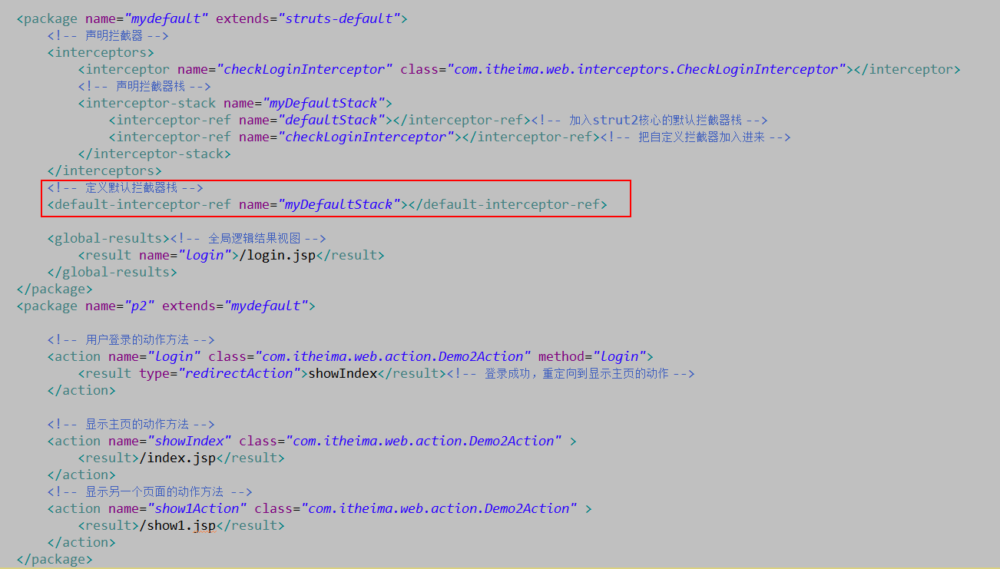 <package name="mydefault" extends="struts-default">
<!-- 声明拦截器 -->
<interceptors>
<interceptor name="checkLoginInterceptor" class="com.itheima.web.interceptors.CheckLoginInterceptor"></interceptor>
<!-- 声明拦截器栈 -->
<interceptor-stack name="myDefaultStack">
<interceptor-ref name="defaultStack"></interceptor-ref><!-- 加入strut2核心的默认拦截器栈 -->
<interceptor-ref name="checkLoginInterceptor"></interceptor-ref><!-- 把自定义拦截器加入进来 -->
</interceptor-stack>
</interceptors>
<!-- 定义默认拦截器栈 -->
<default-interceptor-ref name="myDefaultStack"></default-interceptor-ref>
<global-results><!-- 全局逻辑结果视图 -->
<result name="login">/login.jsp</result>
</global-results>
</package>
<package name="p2" extends="mydefault">
<!-- 用户登录的动作方法 -->
<action name="login" class="com.itheima.web.action.Demo2Action" method="login">
<result type="redirectAction">showIndex</result><!-- 登录成功，重定向到显示主页的动作 -->
</action>
<!-- 显示主页的动作方法 -->
<action name="showIndex" class="com.itheima.web.action.Demo2Action" >
<result>/index.jsp</result>
</action>
<!-- 显示另一个页面的动作方法 -->
<action name="show1Action" class="com.itheima.web.action.Demo2Action" >
<result>/show1.jsp</result>
</action>
</package>